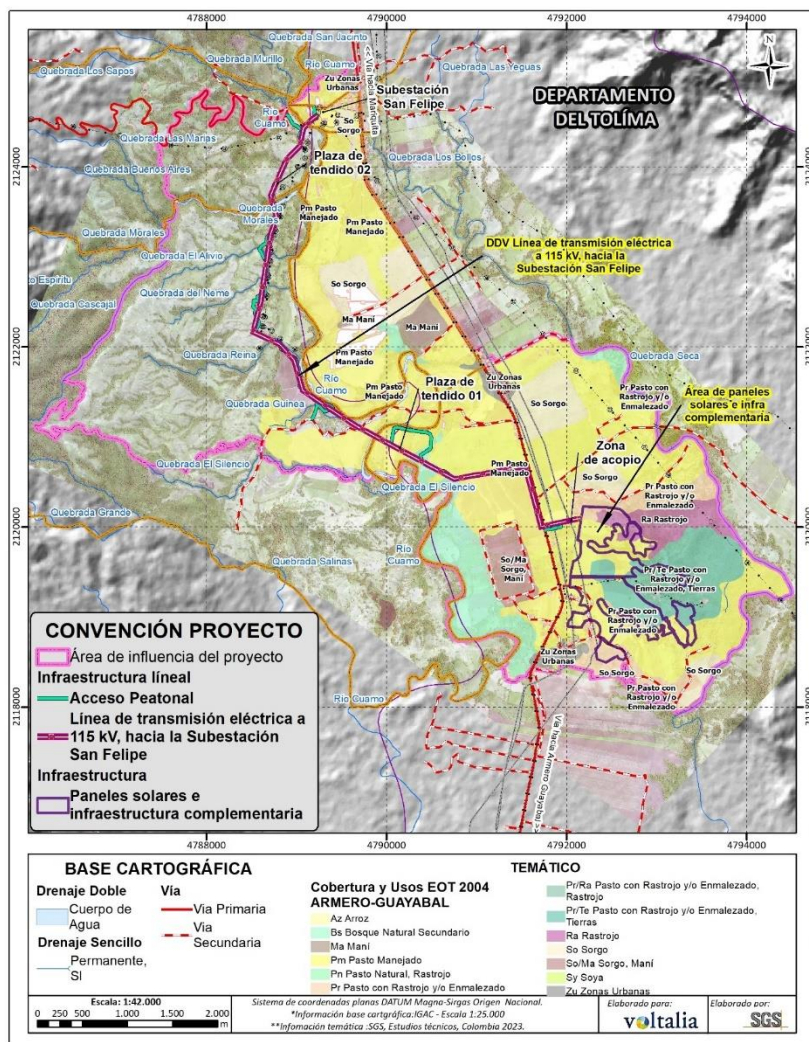 4788000
4790000
4792000
4794000
Quebrada San Jacinto
Quebrada Murillo
Río Cuamo
<< Vía hacia Mariquita
Quebrada Las Yeguas
Quebrada Los Sapos
Zu Zonas
Urbanas
Subestación
San Felipe
N
DEPARTAMENTO
DEL TOLÍMA
Río
Cuamo
So
Sorgo
Quebrada Las Marias
2124000
2124000
Quebrada Buenos Aires
Plaza de
tendido 02
Quebrada Los Bollos
Quebrada
Morales
Pm Pasto
Manejado
Pm Pasto
Manejado
Quebrada Morales
DDV Línea de transmisión eléctrica
a 115 kV, hacia la
Subestación San Felipe
Quebrada El Alivio
Espiritu
Quebrada del Neme
Quebrada Cascajal
So Sorgo
Ma Maní
Ma Maní
2122000
2122000
Quebrada Reina
Pm Pasto
Manejado
Quebrada Seca
Río
Cuamo
Pm Pasto
Manejado
Plaza de
tendido 01
Zu Zonas
Urbanas
Pr Pasto con
Rastrojo y/o
Enmalezado
Área de paneles
solares e infra
complementaria
So Sorgo
Quebrada Guinea
Zona
de acopio
Quebrada El Silencio
Pm Pasto
Manejado
So Sorgo
Pr Pasto con
Rastrojo y/o
Enmalezado
Quebrada El Silencio
Quebrada Grande
2120000
2120000
Ra Rastrojo
Río
Cuamo
Quebrada Salinas
So/Ma
Sorgo,
Maní
Pr/Te Pasto con
Rastrojo y/o
Enmalezado, Tierras
Pr Pasto con
Rastrojo y/o
Enmalezado
Zu Zonas
Urbanas
So Sorgo
So Sorgo
Pr Pasto con
Rastrojo y/o
Enmalezado
Río Cuamo
2118000
2118000
Vía hacia Armero Guayabal >>
CONVENCIÓN PROYECTO
Área de influencia del proyecto
Infraestructura líneal
Acceso Peatonal
Línea de transmisión eléctrica a
115 kV, hacia la Subestación
San Felipe
Infraestructura
Paneles solares e
infraestructura complementaria
4788000
4790000
4792000
4794000
BASE CARTOGRÁFICA
Drenaje Doble
Cuerpo de
Agua
Drenaje Sencillo
Permanente,
SI
Vía
Via Primaria
Via
Secundaria
TEMÁTICO
Cobertura y Usos EOT 2004
ARMERO-GUAYABAL
Az Arroz
Bs Bosque Natural Secundario
Ma Maní
Pm Pasto Manejado
Pn Pasto Natural, Rastrojo
Pr Pasto con Rastrojo y/o Enmalezado
Pr/Ra Pasto con Rastrojo y/o Enmalezado,
Rastrojo
Pr/Te Pasto con Rastrojo y/o Enmalezado,
Tierras
Ra Rastrojo
So Sorgo
So/Ma Sorgo, Maní
Sy Soya
Zu Zonas Urbanas
Escala: 1:42.000
0 250 500 1.000 1.500 2.000
m
Sistema de coordenadas planas DATUM Magna-Sirgas Origen Nacional.
*Información base cartgráfica:IGAC - Escala 1:25.000
**Infomación temática :SGS, Estudios técnicos, Colombia 2023.
Elaborado para:
voltalia
Elaborado por:
SGS